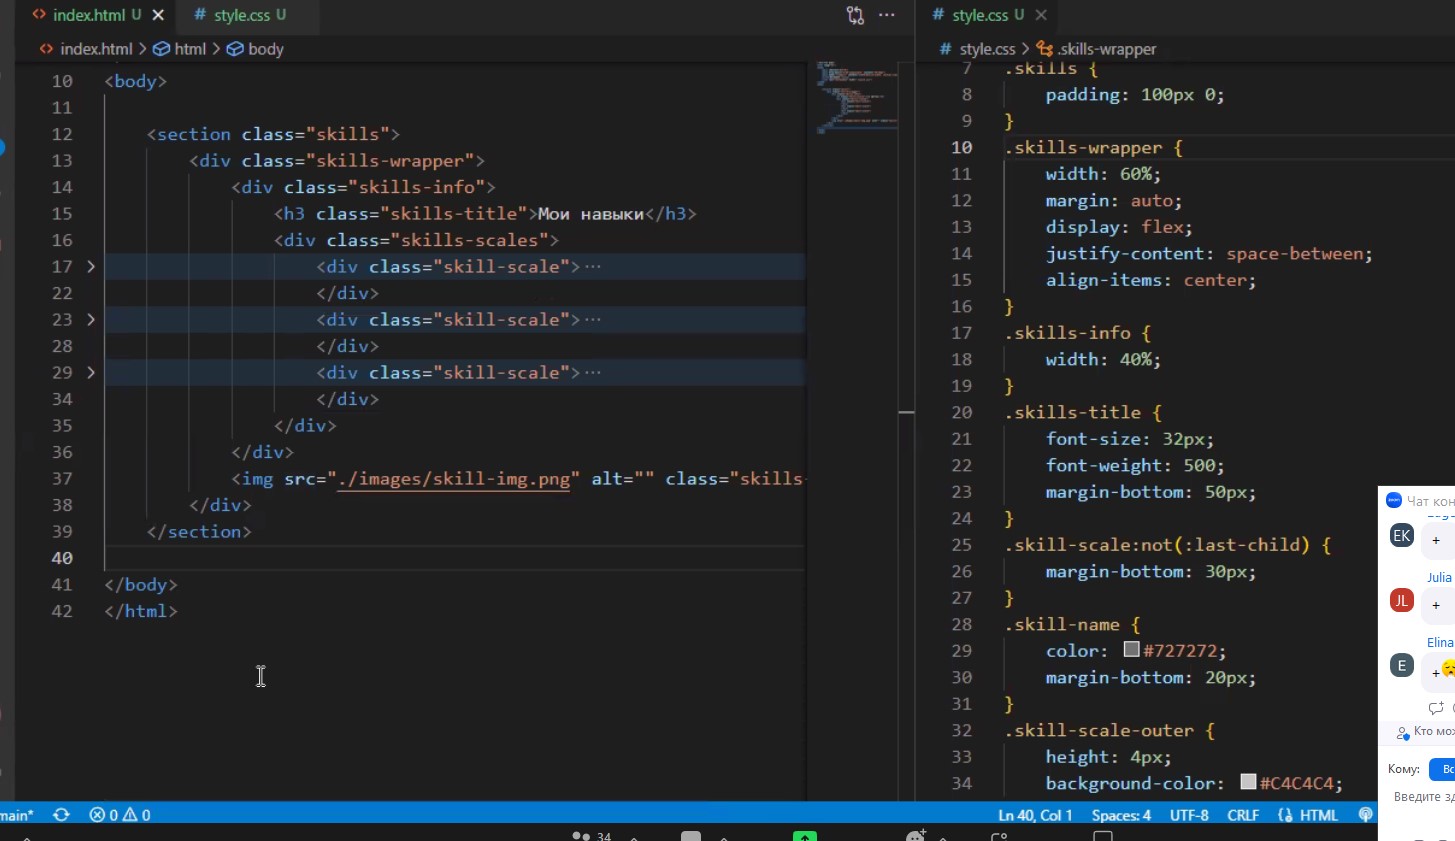 index.html U
style.css U
index.html > html > body
10 <body>
11
12 <section class="skills">
13 <div class="skills-wrapper">
14 <div class="skills-info">
15 <h3 class="skills-title">Мои навыки</h3>
16 <div class="skills-scales">
17 <div class="skill-scale">···
22 </div>
23 <div class="skill-scale">···
28 </div>
29 <div class="skill-scale">···
34 </div>
35 </div>
36 </div>
37 <img src="./images/skill-img.png" alt="" class="skills-
38 </div>
39 </section>
40
41 </body>
42 </html>
style.css U
style.css > .skills-wrapper
7 .skills {
8 padding: 100px 0;
9 }
10 .skills-wrapper {
11 width: 60%;
12 margin: auto;
13 display: flex;
14 justify-content: space-between;
15 align-items: center;
16 }
17 .skills-info {
18 width: 40%;
19 }
20 .skills-title {
21 font-size: 32px;
22 font-weight: 500;
23 margin-bottom: 50px;
24 }
25 .skill-scale:not(:last-child) {
26 margin-bottom: 30px;
27 }
28 .skill-name {
29 color: #727272;
30 margin-bottom: 20px;
31 }
32 .skill-scale-outer {
33 height: 4px;
34 background-color: #C4C4C4;
Чат кон
EK +
Julia
JL +
Elina
E +
Кто мо
Кому: Вс
Введите зд
main* 0 0
Ln 40, Col 1 Spaces: 4 UTF-8 CRLF HTML
34